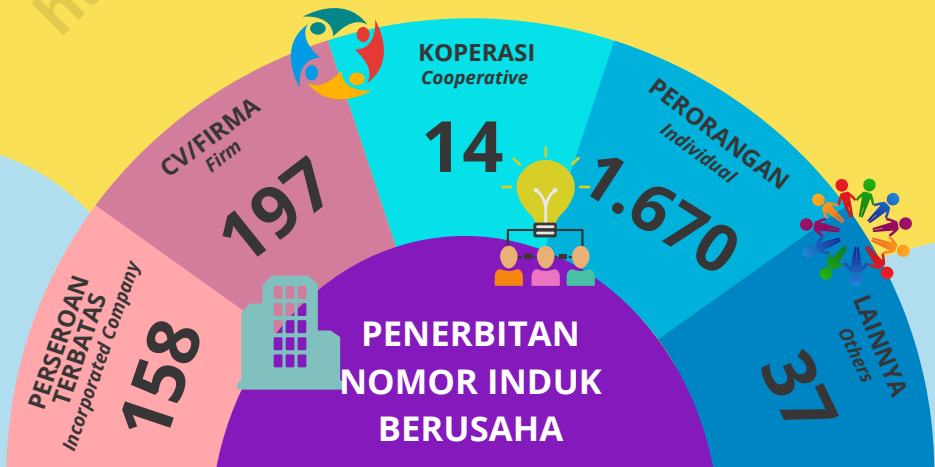 PERSEROAN
TERBATAS
Incorporated Company
158
CV/FIRMA
Firm
197
KOPERASI
Cooperative
14
PERORANGAN
Individual
1.670
LAINNYA
Others
37
PENERBITAN
NOMOR INDUK
BERUSAHA